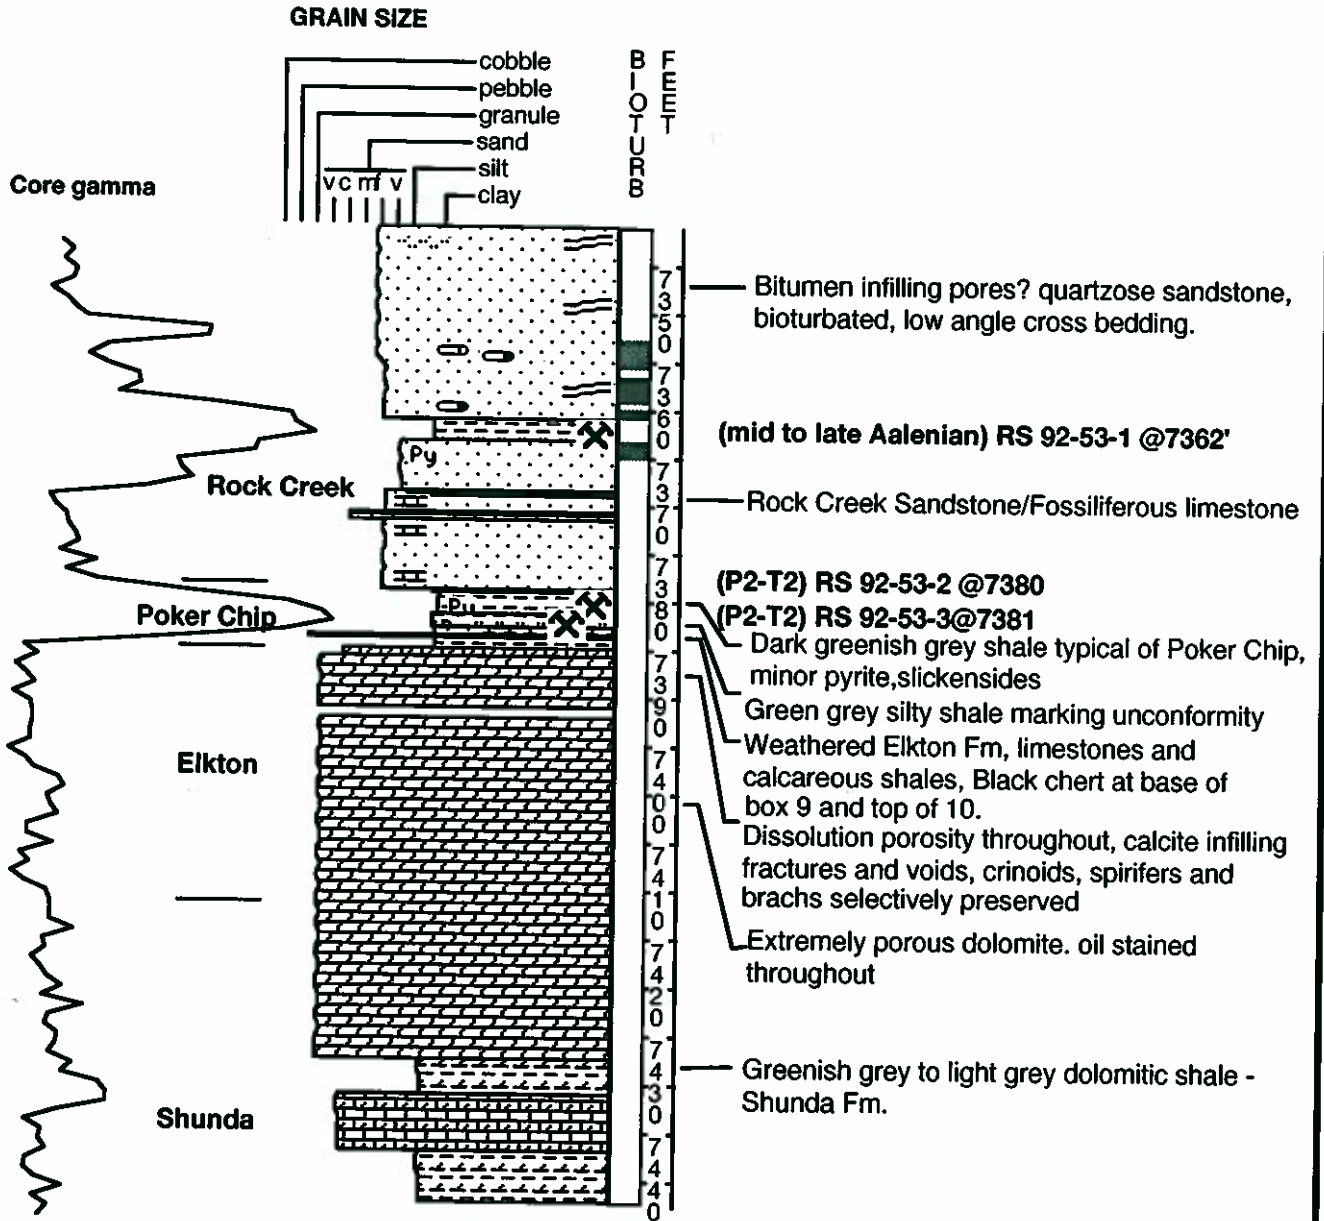 GRAIN SIZE
cobble
pebble
granule
sand
silt
clay
v c m f v
BIOTURB
FEET
Core gamma
7350
Bitumen infilling pores? quartzose sandstone,
bioturbated, low angle cross bedding.
7360
(mid to late Aalenian) RS 92-53-1 @7362'
Py
Rock Creek
7370
Rock Creek Sandstone/Fossiliferous limestone
7380
(P2-T2) RS 92-53-2 @7380
(P2-T2) RS 92-53-3@7381
Py
Poker Chip
Dark greenish grey shale typical of Poker Chip,
minor pyrite,slickensides
7390
Green grey silty shale marking unconformity
Weathered Elkton Fm, limestones and
calcareous shales, Black chert at base of
box 9 and top of 10.
Elkton
7400
Dissolution porosity throughout, calcite infilling
fractures and voids, crinoids, spirifers and
brachs selectively preserved
7410
Extremely porous dolomite. oil stained
throughout
7420
7430
Greenish grey to light grey dolomitic shale -
Shunda Fm.
Shunda
7440